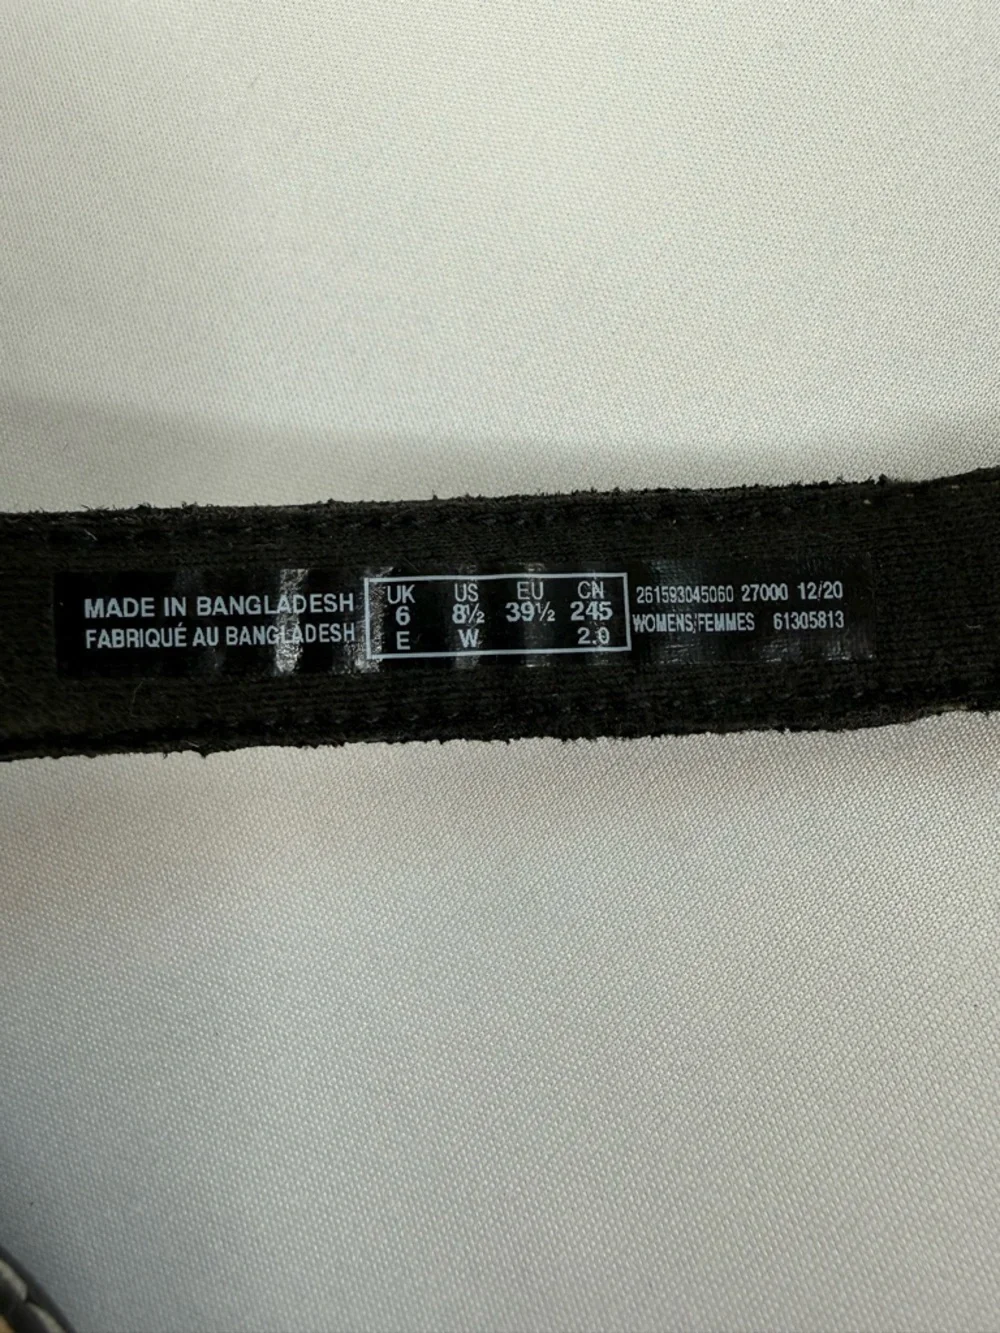 MADE IN BANGLADESH
FABRIQUÉ AU BANGLADESH
UK US EU CN
6 8½ 39½ 245
E W 2.0
261593045060 27000 12/20
WOMENS/FEMMES 61305813